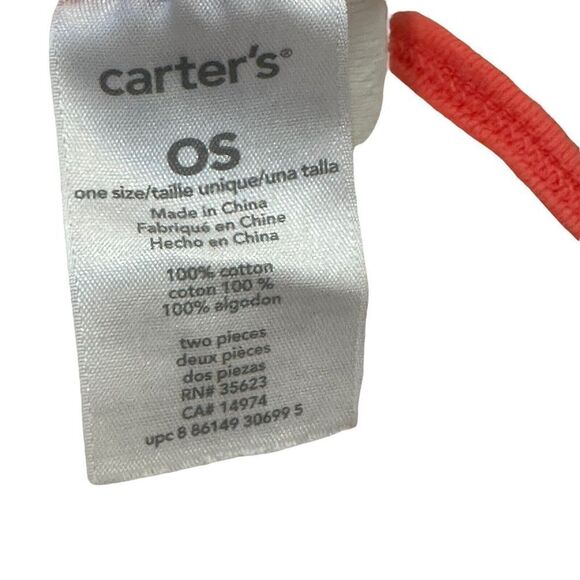 carter's®
OS
one size/taille unique/una talla
Made in China
Fabriqué en Chine
Hecho en China
100% cotton
coton 100 %
100% algodon
two pieces
deux pièces
dos piezas
RN# 35623
CA# 14974
upc 8 86149 30699 5